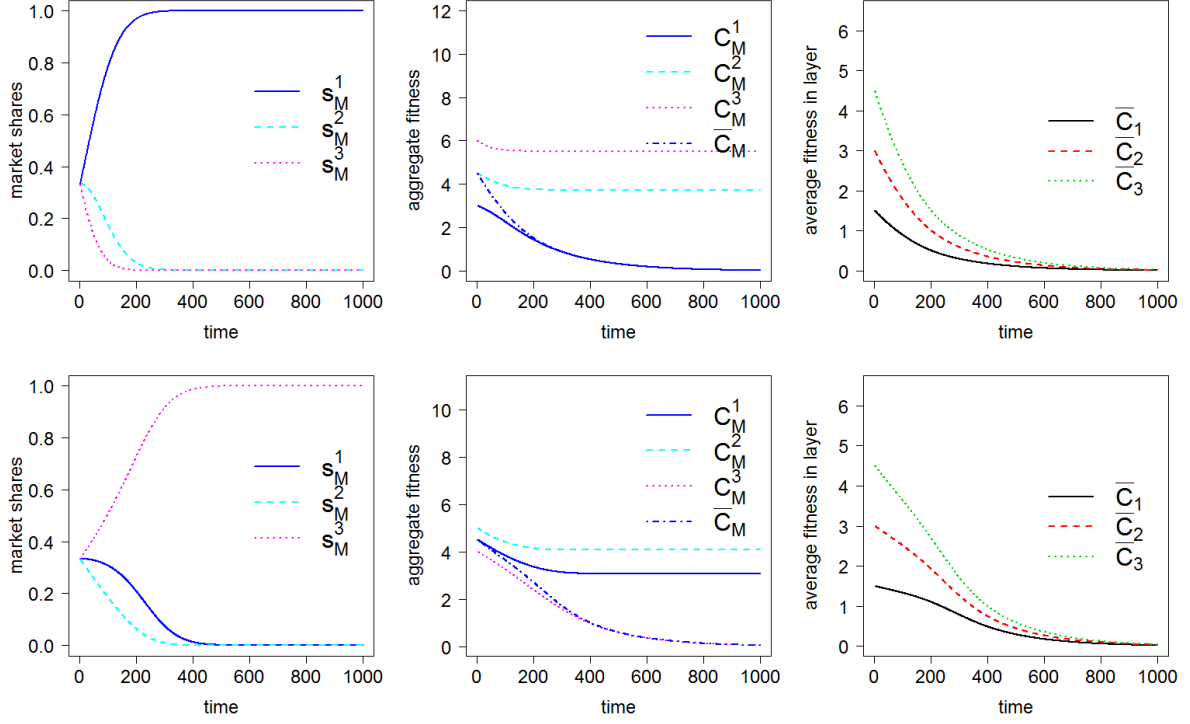 market shares
1.0
0.8
0.6
0.4
0.2
0.0
s_M^1
s_M^2
s_M^3
0 200 400 600 800 1000
time
aggregate fitness
12
10
8
6
4
2
0
C_M^1
C_M^2
C_M^3
C̅_M
0 200 400 600 800 1000
time
average fitness in layer
6
5
4
3
2
1
0
C̅_1
C̅_2
C̅_3
0 200 400 600 800 1000
time
market shares
1.0
0.8
0.6
0.4
0.2
0.0
s_M^1
s_M^2
s_M^3
0 200 400 600 800 1000
time
aggregate fitness
10
8
6
4
2
0
C_M^1
C_M^2
C_M^3
C̅_M
0 200 400 600 800 1000
time
average fitness in layer
6
5
4
3
2
1
0
C̅_1
C̅_2
C̅_3
0 200 400 600 800 1000
time